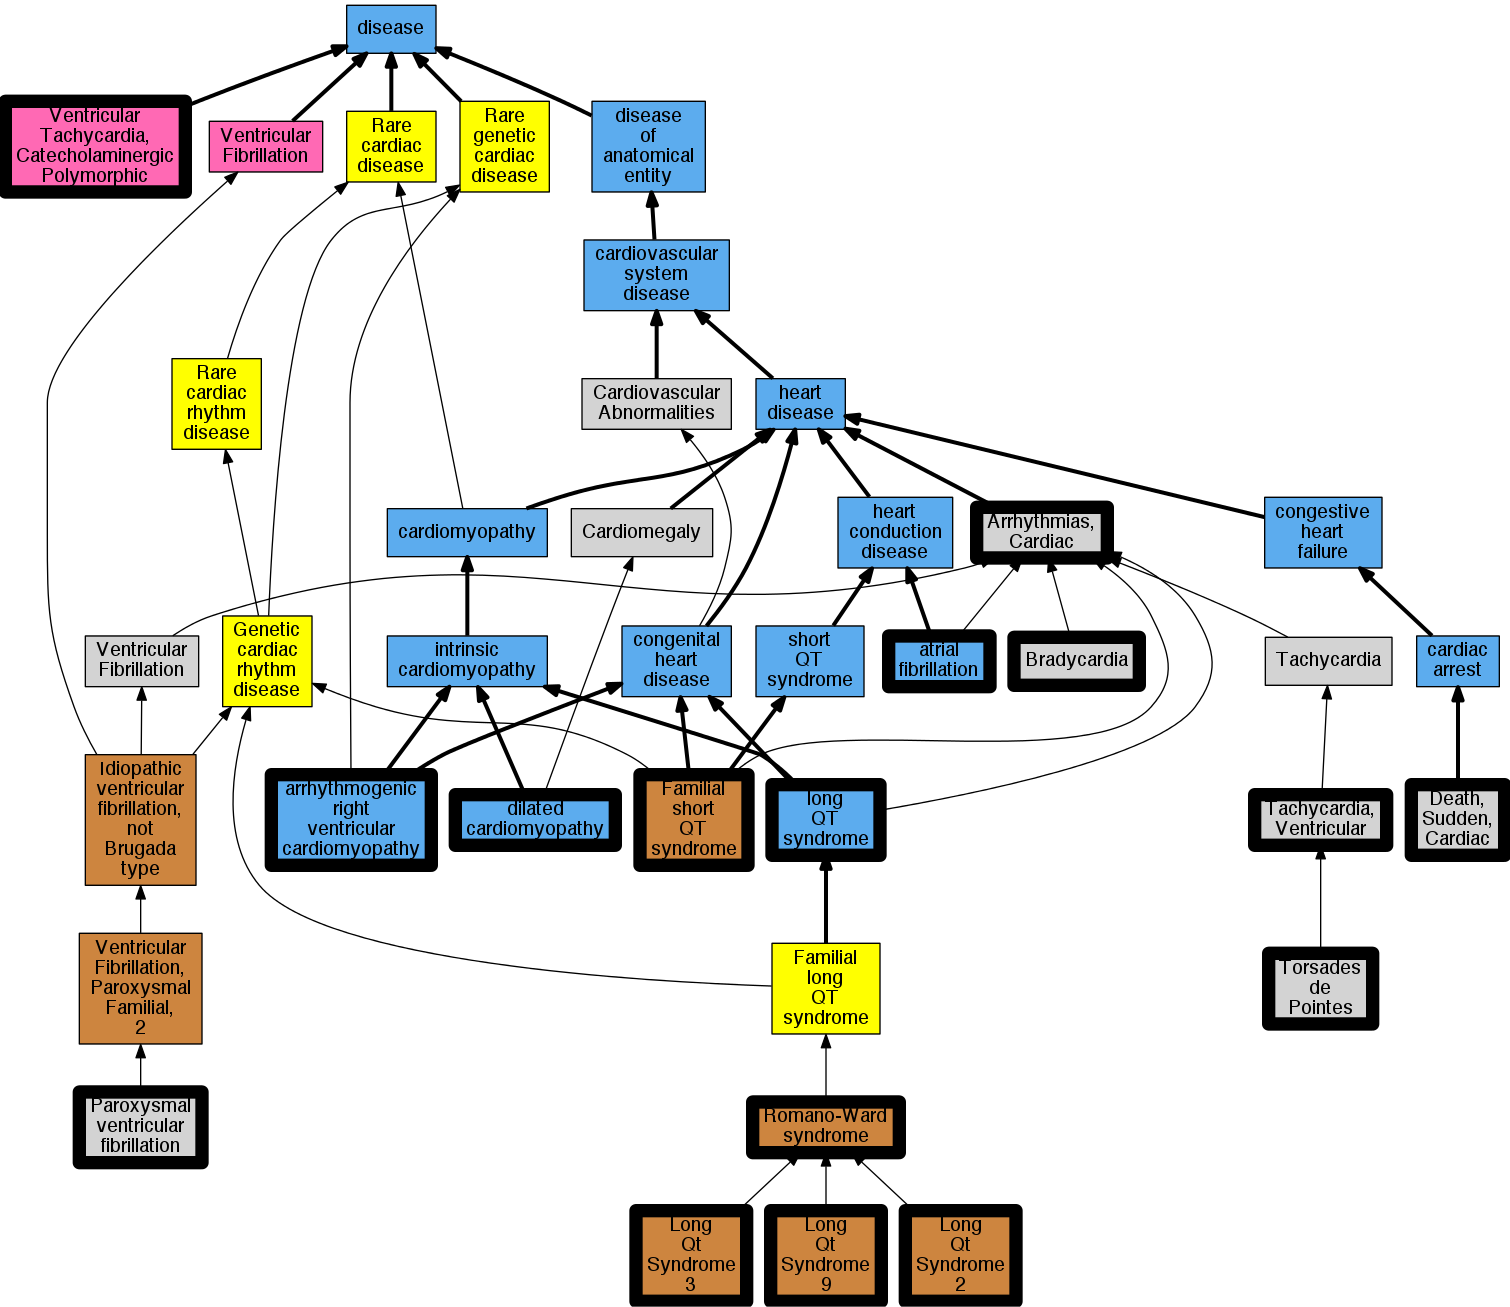 disease
Ventricular
Tachycardia,
Catecholaminergic
Polymorphic
Ventricular
Fibrillation
Rare
cardiac
disease
Rare
genetic
cardiac
disease
disease
of
anatomical
entity
cardiovascular
system
disease
Rare
cardiac
rhythm
disease
Cardiovascular
Abnormalities
heart
disease
cardiomyopathy
Cardiomegaly
heart
conduction
disease
Arrhythmias,
Cardiac
congestive
heart
failure
Ventricular
Fibrillation
Genetic
cardiac
rhythm
disease
intrinsic
cardiomyopathy
congenital
heart
disease
short
QT
syndrome
atrial
fibrillation
Bradycardia
Tachycardia
cardiac
arrest
Idiopathic
ventricular
fibrillation,
not
Brugada
type
arrhythmogenic
right
ventricular
cardiomyopathy
dilated
cardiomyopathy
Familial
short
QT
syndrome
long
QT
syndrome
Tachycardia,
Ventricular
Death,
Sudden,
Cardiac
Ventricular
Fibrillation,
Paroxysmal
Familial,
2
Familial
long
QT
syndrome
Torsades
de
Pointes
Paroxysmal
ventricular
fibrillation
Romano-Ward
syndrome
Long
Qt
Syndrome
3
Long
Qt
Syndrome
9
Long
Qt
Syndrome
2